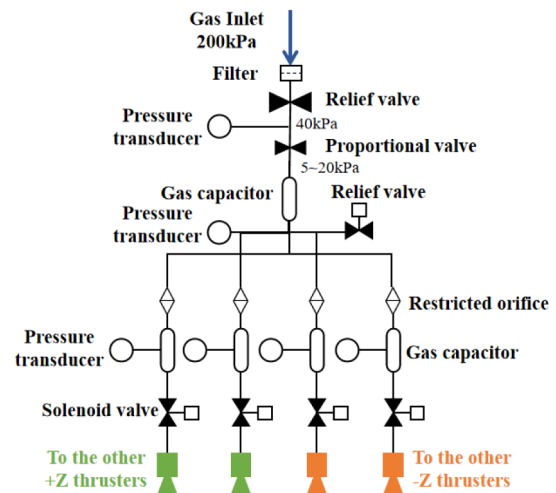 Gas Inlet
200kPa
Filter
Relief valve
Pressure
transducer
40kPa
Proportional valve
5~20kPa
Gas capacitor
Relief valve
Pressure
transducer
Restricted orifice
Pressure
transducer
Gas capacitor
Solenoid valve
To the other
+Z thrusters
To the other
-Z thrusters